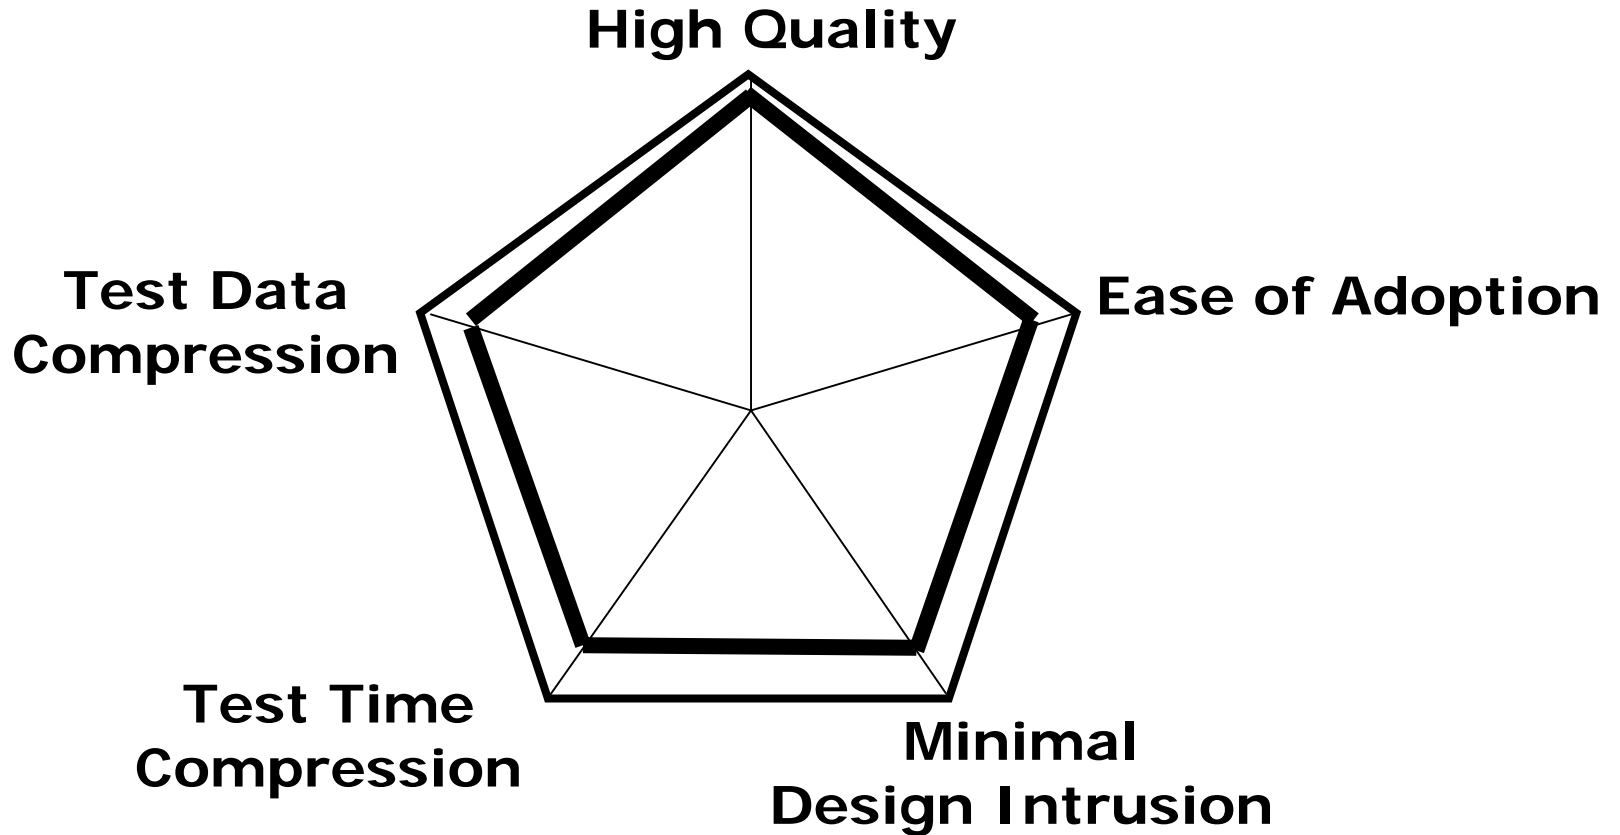 High Quality
Ease of Adoption
Test Data
Compression
Test Time
Compression
Minimal
Design Intrusion